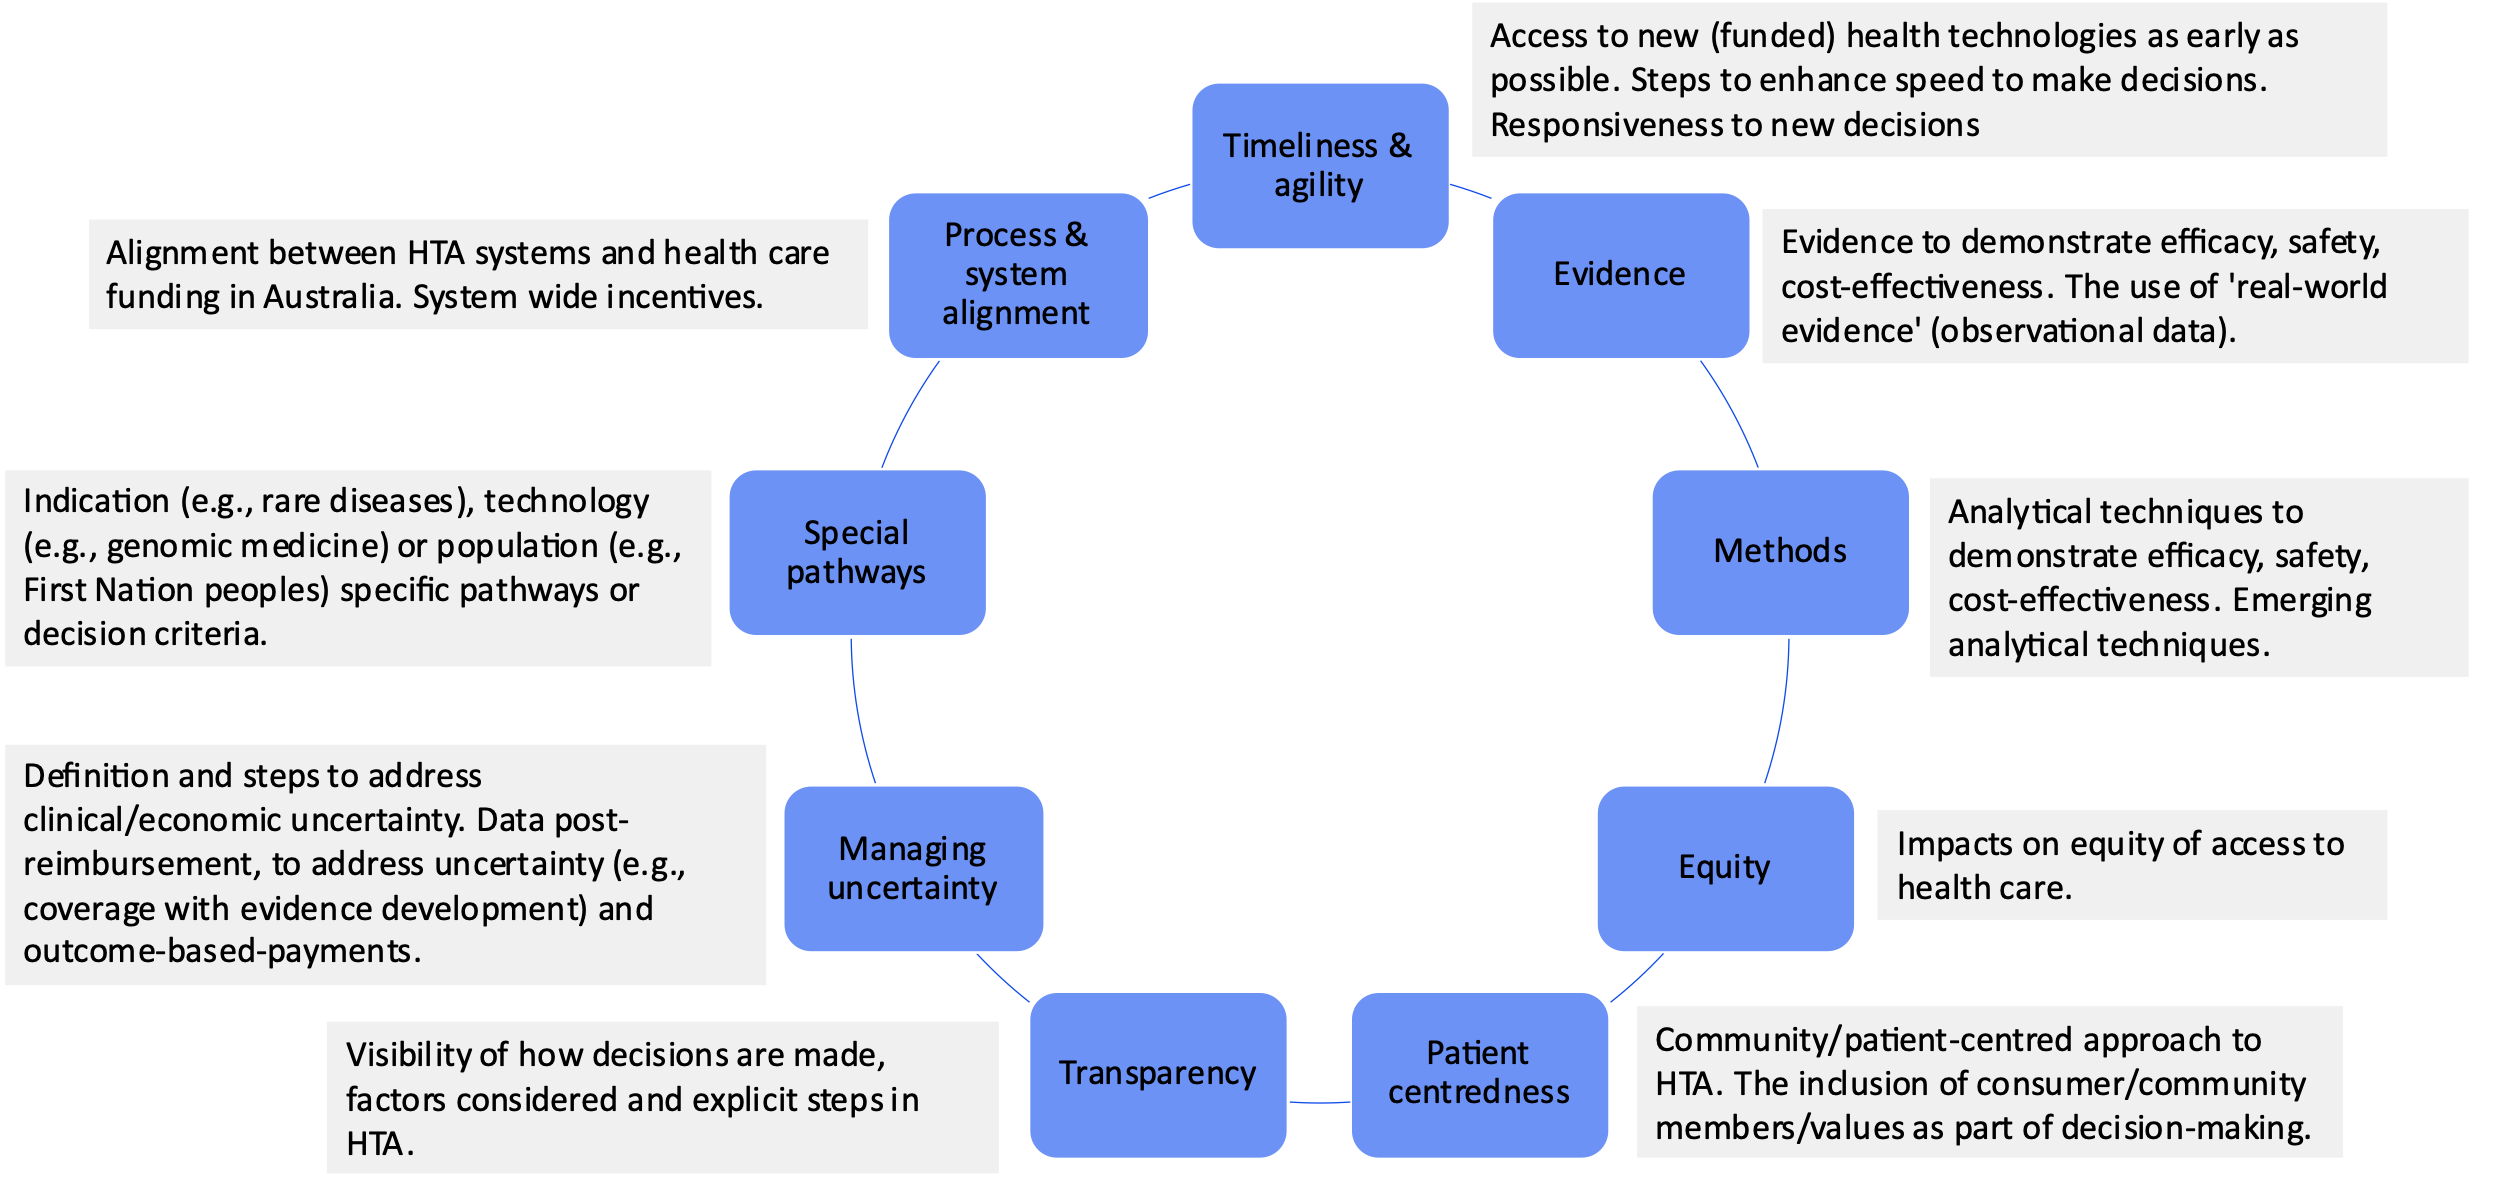 Timeliness &
agility
Access to new (funded) health technologies as early as
possible. Steps to enhance speed to make decisions.
Responsiveness to new decisions
Evidence
Evidence to demonstrate efficacy, safety,
cost-effectiveness. The use of 'real-world
evidence' (observational data).
Methods
Analytical techniques to
demonstrate efficacy, safety,
cost-effectiveness. Emerging
analytical techniques.
Equity
Impacts on equity of access to
health care.
Patient
centredness
Community/patient-centred approach to
HTA. The inclusion of consumer/community
members/values as part of decision-making.
Transparency
Visibility of how decisions are made,
factors considered and explicit steps in
HTA.
Managing
uncertainty
Definition and steps to address
clinical/economic uncertainty. Data post-
reimbursement, to address uncertainty (e.g.,
coverage with evidence development) and
outcome-based-payments.
Special
pathways
Indication (e.g., rare diseases), technology
(e.g., genomic medicine) or population (e.g.,
First Nation peoples) specific pathways or
decision criteria.
Process &
system
alignment
Alignment between HTA systems and health care
funding in Australia. System wide incentives.